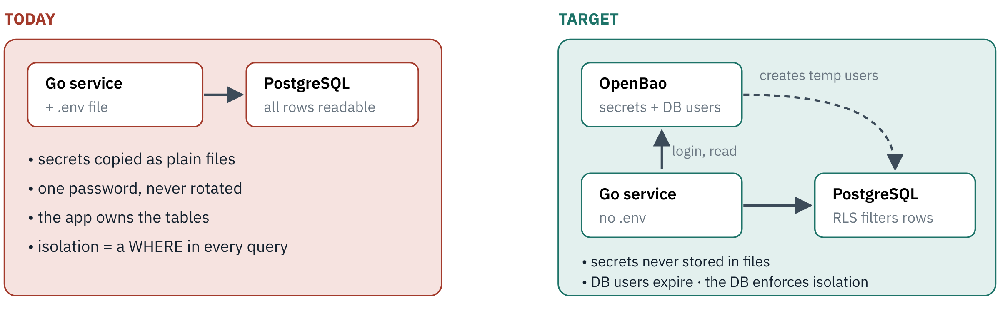 TODAY
Go service
+ .env file
PostgreSQL
all rows readable
• secrets copied as plain files
• one password, never rotated
• the app owns the tables
• isolation = a WHERE in every query
TARGET
OpenBao
secrets + DB users
creates temp users
login, read
Go service
no .env
PostgreSQL
RLS filters rows
• secrets never stored in files
• DB users expire · the DB enforces isolation